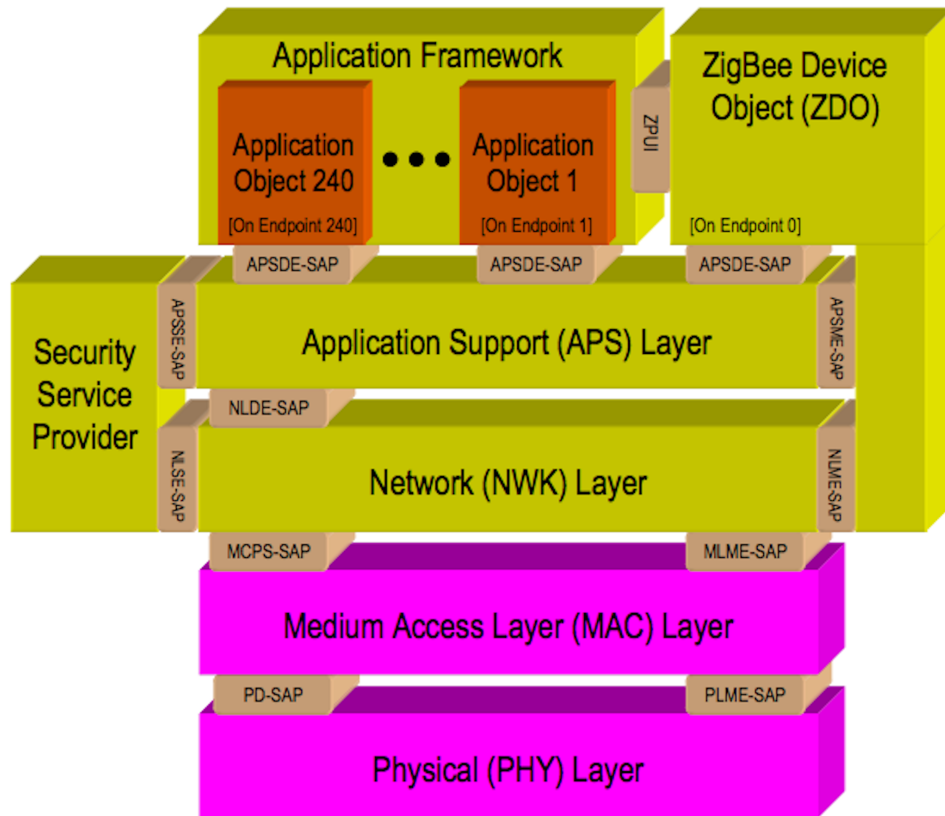 Application Framework
ZigBee Device
Object (ZDO)
ZPUI
Application
Object 240
[On Endpoint 240]
Application
Object 1
[On Endpoint 1]
[On Endpoint 0]
APSDE-SAP
APSDE-SAP
APSDE-SAP
Security
Service
Provider
APSSE-SAP
Application Support (APS) Layer
APSME-SAP
NLDE-SAP
NLSE-SAP
Network (NWK) Layer
NLME-SAP
MCPS-SAP
MLME-SAP
Medium Access Layer (MAC) Layer
PD-SAP
PLME-SAP
Physical (PHY) Layer